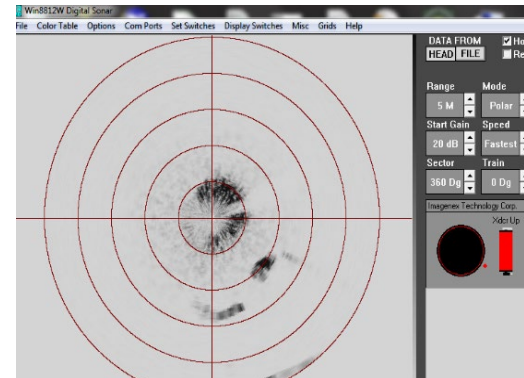 Win8812W Digital Sonar
File Color Table Options Com Ports Set Switches Display Switches Misc Grids Help
DATA FROM
HEAD FILE
Range Mode
5 M Polar
Start Gain Speed
20 dB Fastest
Sector Train
360 Dg 0 Dg
Imagenex Technology Corp.
Xdcr Up